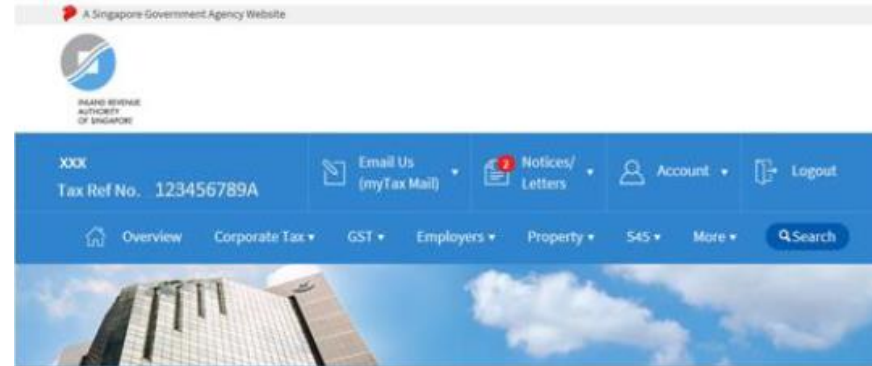 A Singapore Government Agency Website
INLAND REVENUE
AUTHORITY
OF SINGAPORE
XXX
Tax Ref No. 123456789A
Email Us
(myTax Mail)
2
Notices/
Letters
Account
Logout
Overview Corporate Tax GST Employers Property S45 More Search